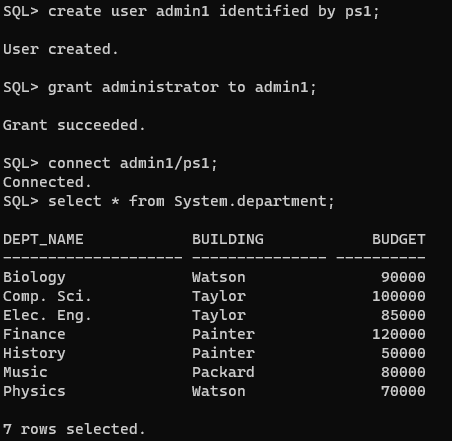 SQL> create user admin1 identified by ps1;
User created.
SQL> grant administrator to admin1;
Grant succeeded.
SQL> connect admin1/ps1;
Connected.
SQL> select * from System.department;
DEPT_NAME            BUILDING            BUDGET
-------------------- --------------- ----------
Biology              Watson               90000
Comp. Sci.           Taylor              100000
Elec. Eng.           Taylor               85000
Finance              Painter             120000
History              Painter              50000
Music                Packard              80000
Physics              Watson               70000
7 rows selected.